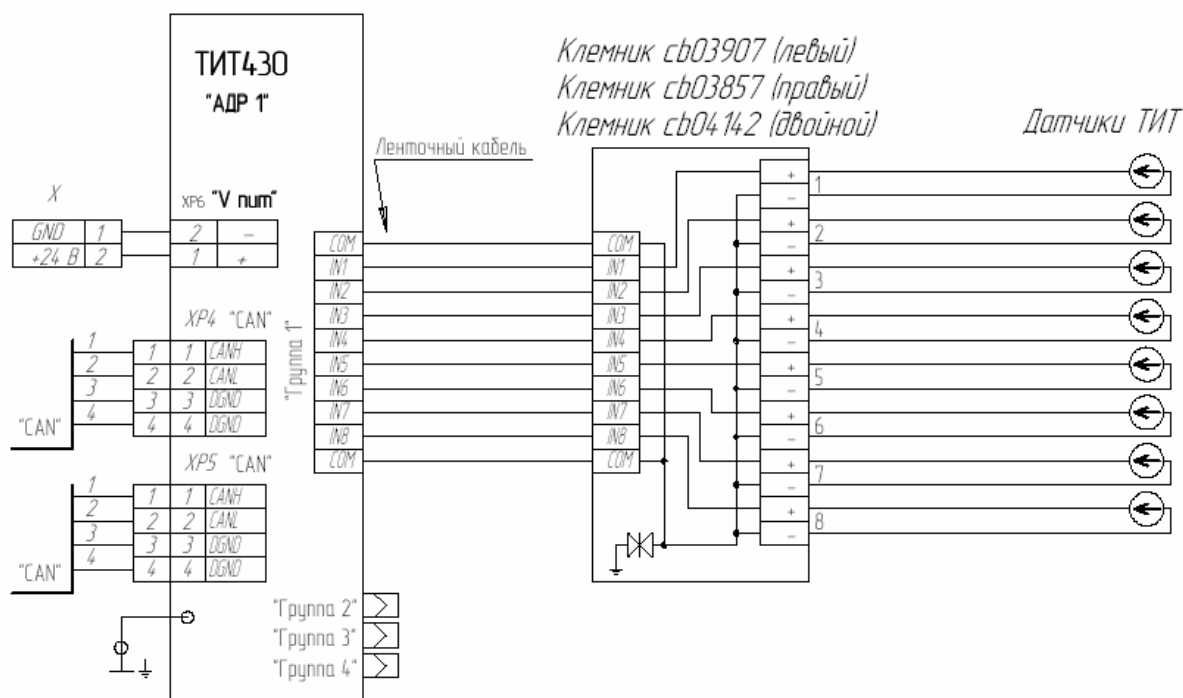 ТИТ430
"АДР 1"
Клемник cb03907 (левый)
Клемник cb03857 (правый)
Клемник cb04142 (двойной)
Датчики ТИТ
Ленточный кабель
X
GND 1
+24 В 2
XP6 "V пит"
2 –
1 +
XP4 "CAN"
1 1 1 CANH
2 2 2 CANL
3 3 3 DGND
4 4 4 DGND
"CAN"
XP5 "CAN"
1 1 1 CANH
2 2 2 CANL
3 3 3 DGND
4 4 4 DGND
"CAN"
"Группа 1"
COM
IN1
IN2
IN3
IN4
IN5
IN6
IN7
IN8
COM
COM
IN1
IN2
IN3
IN4
IN5
IN6
IN7
IN8
COM
+
– 1
+
– 2
+
– 3
+
– 4
+
– 5
+
– 6
+
– 7
+
– 8
"Группа 2"
"Группа 3"
"Группа 4"